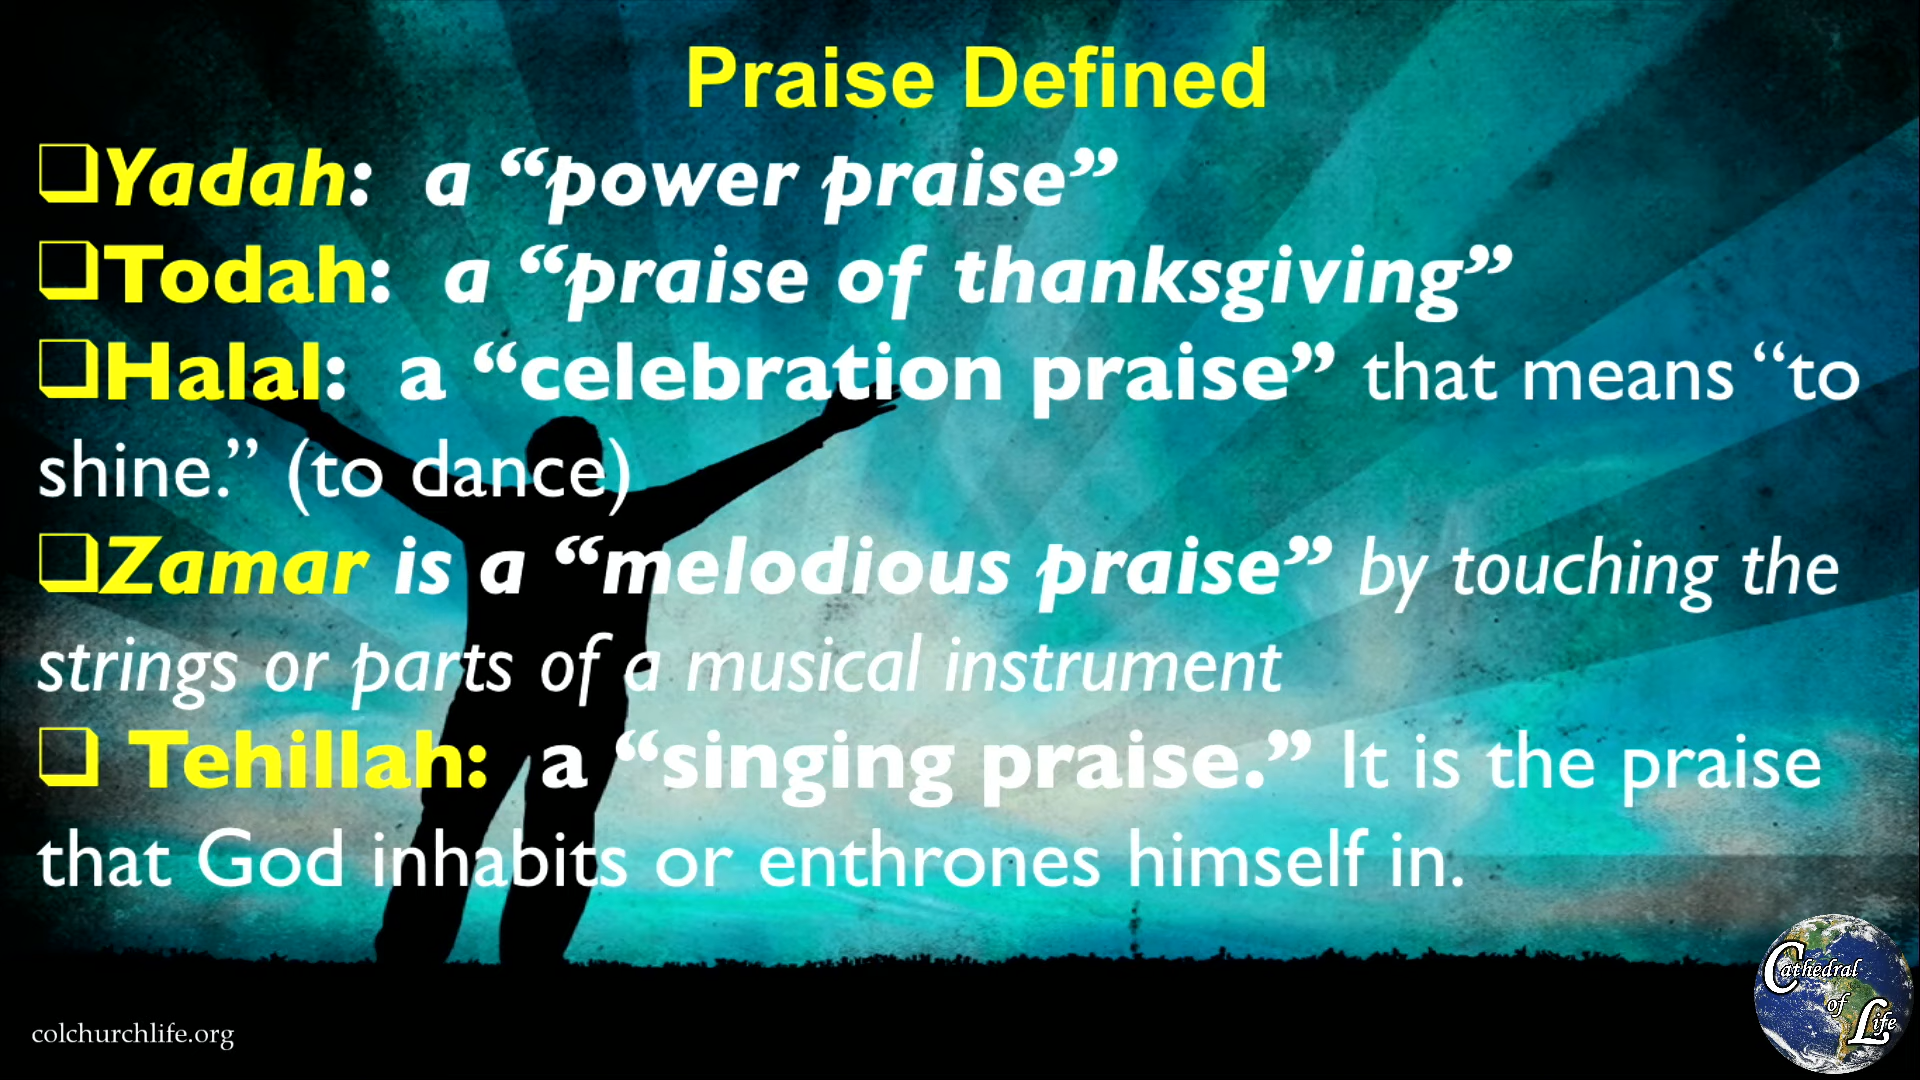 Praise Defined
❑Yadah: a “power praise”
❑Todah: a “praise of thanksgiving”
❑Halal: a “celebration praise” that means “to
shine.” (to dance)
❑Zamar is a “melodious praise” by touching the
strings or parts of a musical instrument
❑ Tehillah: a “singing praise.” It is the praise
that God inhabits or enthrones himself in.
Cathedral
of
Life
colchurchlife.org